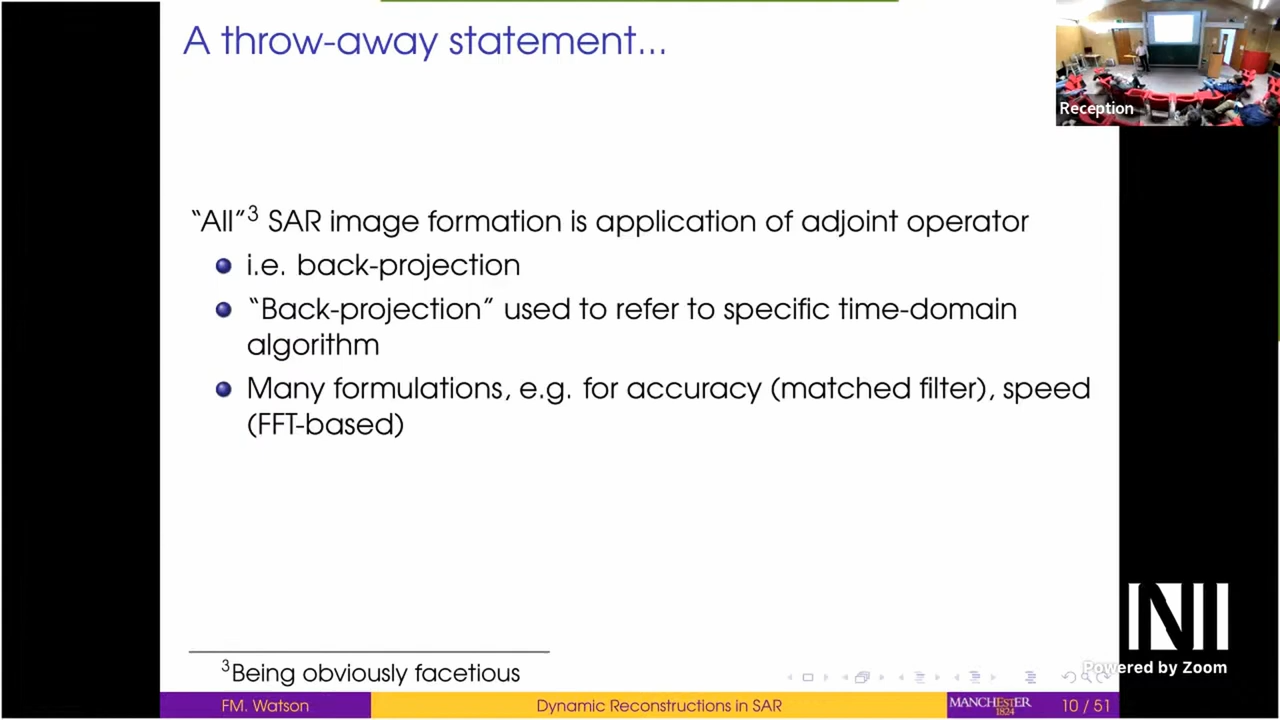 A throw-away statement...
Reception
“All”³ SAR image formation is application of adjoint operator
i.e. back-projection
“Back-projection” used to refer to specific time-domain
algorithm
Many formulations, e.g. for accuracy (matched filter), speed
(FFT-based)
³Being obviously facetious
NI
Powered by Zoom
FM. Watson
Dynamic Reconstructions in SAR
MANCHESTER
1824
10 / 51